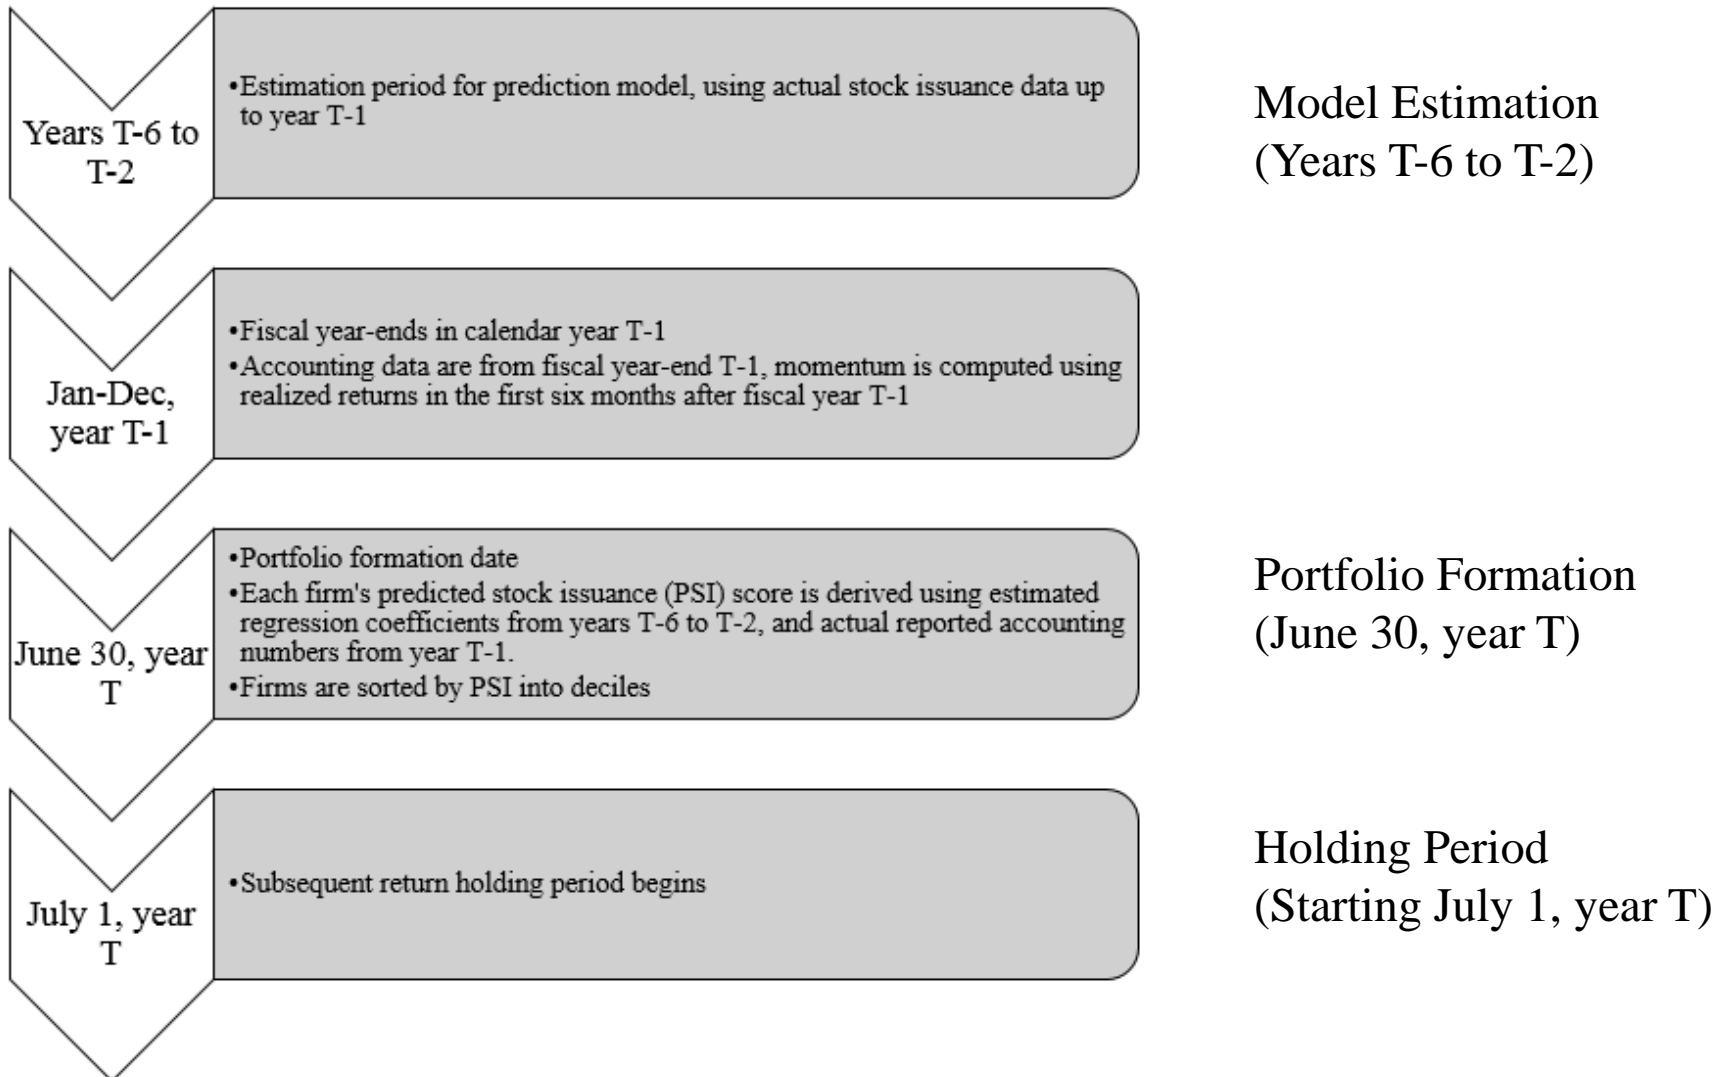 Years T-6 to
T-2
•Estimation period for prediction model, using actual stock issuance data up
to year T-1
Model Estimation
(Years T-6 to T-2)
Jan-Dec,
year T-1
•Fiscal year-ends in calendar year T-1
•Accounting data are from fiscal year-end T-1, momentum is computed using
realized returns in the first six months after fiscal year T-1
June 30, year
T
•Portfolio formation date
•Each firm's predicted stock issuance (PSI) score is derived using estimated
regression coefficients from years T-6 to T-2, and actual reported accounting
numbers from year T-1.
•Firms are sorted by PSI into deciles
Portfolio Formation
(June 30, year T)
July 1, year
T
•Subsequent return holding period begins
Holding Period
(Starting July 1, year T)